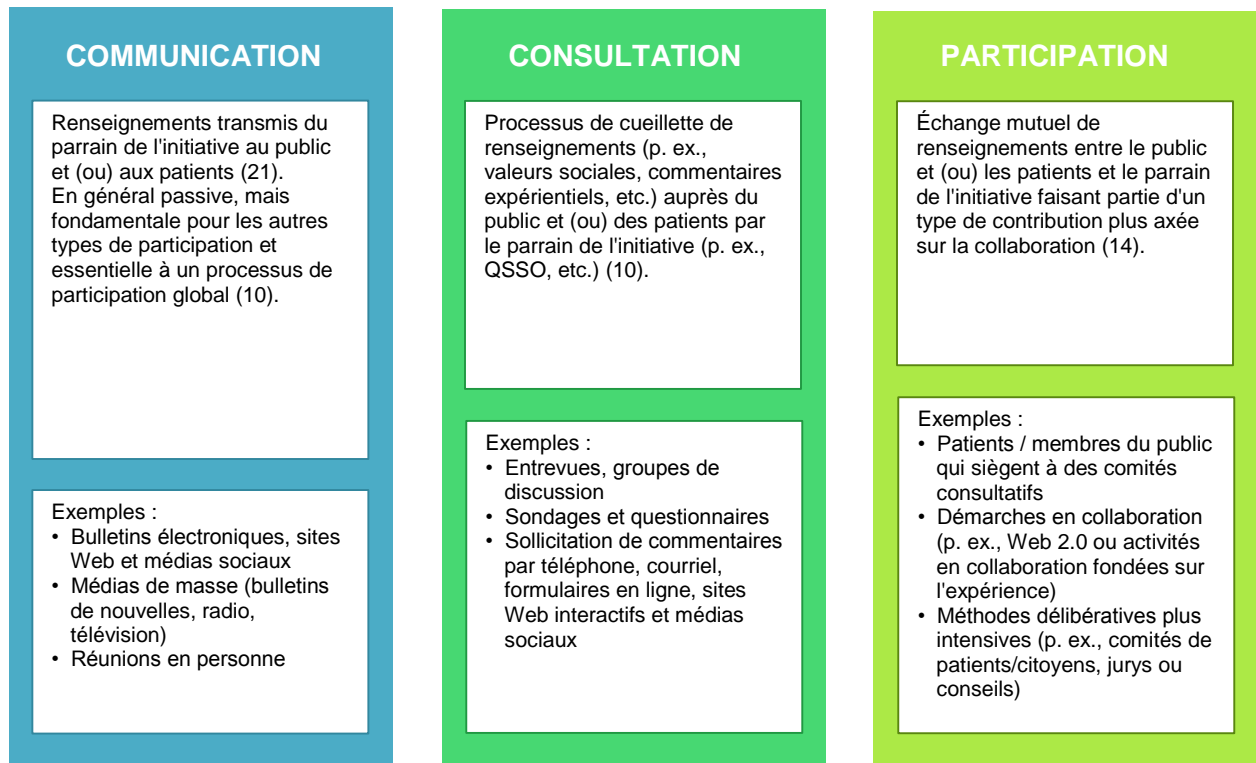 COMMUNICATION
Renseignements transmis du
parrain de l'initiative au public
et (ou) aux patients (21).
En général passive, mais
fondamentale pour les autres
types de participation et
essentielle à un processus de
participation global (10).
Exemples :
• Bulletins électroniques, sites
Web et médias sociaux
• Médias de masse (bulletins
de nouvelles, radio,
télévision)
• Réunions en personne
CONSULTATION
Processus de cueillette de
renseignements (p. ex.,
valeurs sociales, commentaires
expérientiels, etc.) auprès du
public et (ou) des patients par
le parrain de l'initiative (p. ex.,
QSSO, etc.) (10).
Exemples :
• Entrevues, groupes de
discussion
• Sondages et questionnaires
• Sollicitation de commentaires
par téléphone, courriel,
formulaires en ligne, sites
Web interactifs et médias
sociaux
PARTICIPATION
Échange mutuel de
renseignements entre le public
et (ou) les patients et le parrain
de l'initiative faisant partie d'un
type de contribution plus axée
sur la collaboration (14).
Exemples :
• Patients / membres du public
qui siègent à des comités
consultatifs
• Démarches en collaboration
(p. ex., Web 2.0 ou activités
en collaboration fondées sur
l'expérience)
• Méthodes délibératives plus
intensives (p. ex., comités de
patients/citoyens, jurys ou
conseils)